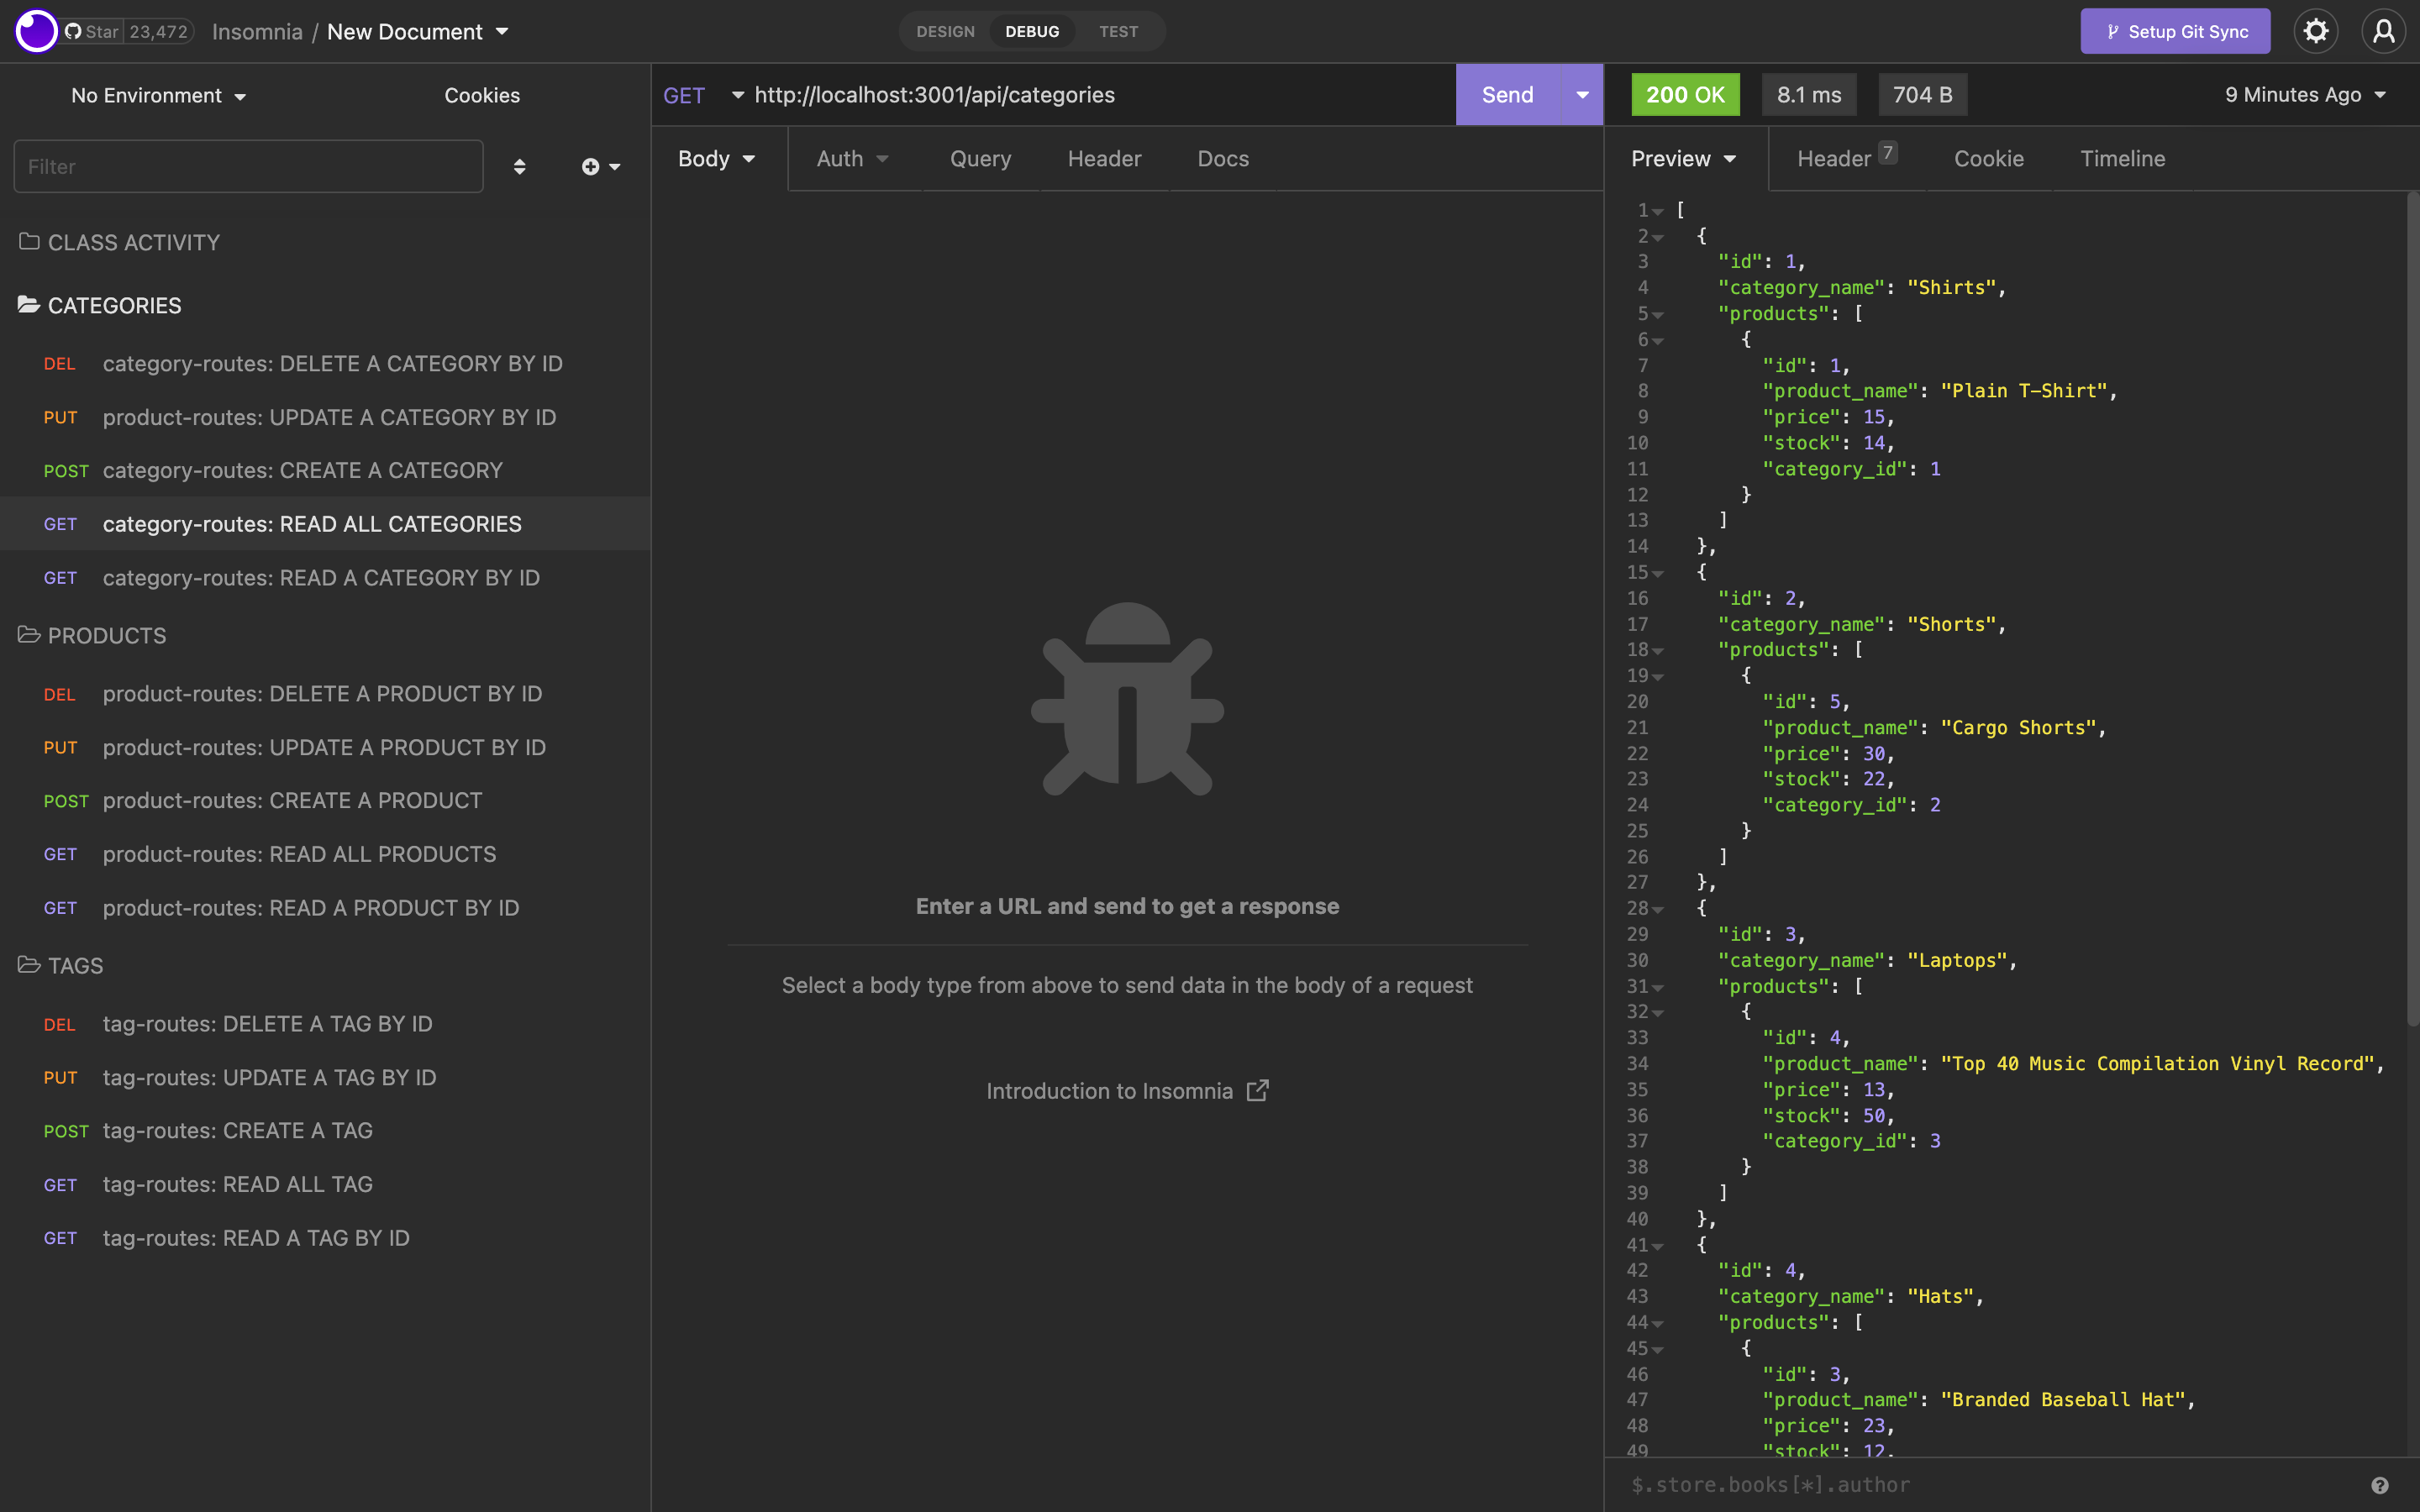 Star 23,472 Insomnia / New Document
DESIGN DEBUG TEST
Setup Git Sync
No Environment Cookies
Filter
CLASS ACTIVITY
CATEGORIES
DEL category-routes: DELETE A CATEGORY BY ID
PUT product-routes: UPDATE A CATEGORY BY ID
POST category-routes: CREATE A CATEGORY
GET category-routes: READ ALL CATEGORIES
GET category-routes: READ A CATEGORY BY ID
PRODUCTS
DEL product-routes: DELETE A PRODUCT BY ID
PUT product-routes: UPDATE A PRODUCT BY ID
POST product-routes: CREATE A PRODUCT
GET product-routes: READ ALL PRODUCTS
GET product-routes: READ A PRODUCT BY ID
TAGS
DEL tag-routes: DELETE A TAG BY ID
PUT tag-routes: UPDATE A TAG BY ID
POST tag-routes: CREATE A TAG
GET tag-routes: READ ALL TAG
GET tag-routes: READ A TAG BY ID
GET http://localhost:3001/api/categories Send
Body Auth Query Header Docs
Enter a URL and send to get a response
Select a body type from above to send data in the body of a request
Introduction to Insomnia
200 OK 8.1 ms 704 B 9 Minutes Ago
Preview Header 7 Cookie Timeline
1 [
2 {
3 "id": 1,
4 "category_name": "Shirts",
5 "products": [
6 {
7 "id": 1,
8 "product_name": "Plain T-Shirt",
9 "price": 15,
10 "stock": 14,
11 "category_id": 1
12 }
13 ]
14 },
15 {
16 "id": 2,
17 "category_name": "Shorts",
18 "products": [
19 {
20 "id": 5,
21 "product_name": "Cargo Shorts",
22 "price": 30,
23 "stock": 22,
24 "category_id": 2
25 }
26 ]
27 },
28 {
29 "id": 3,
30 "category_name": "Laptops",
31 "products": [
32 {
33 "id": 4,
34 "product_name": "Top 40 Music Compilation Vinyl Record",
35 "price": 13,
36 "stock": 50,
37 "category_id": 3
38 }
39 ]
40 },
41 {
42 "id": 4,
43 "category_name": "Hats",
44 "products": [
45 {
46 "id": 3,
47 "product_name": "Branded Baseball Hat",
48 "price": 23,
49 "stock": 12,
$.store.books[*].author